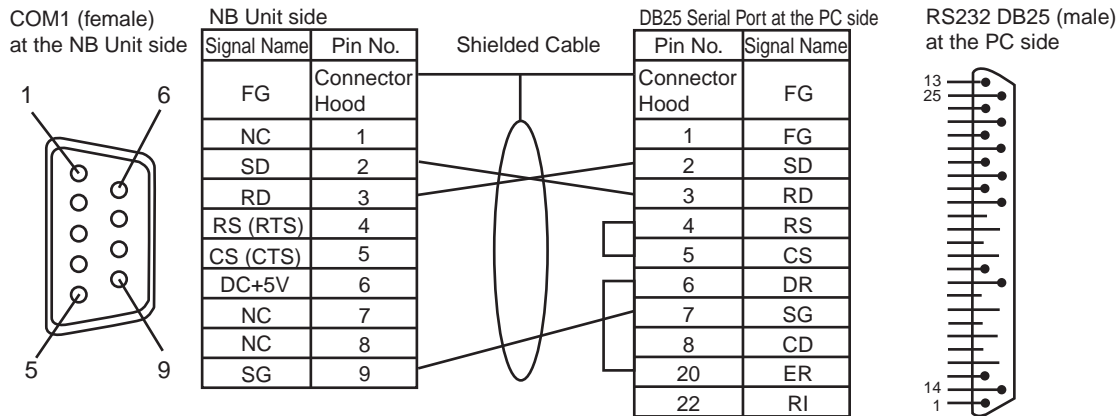 COM1 (female)
at the NB Unit side
1 6
5 9
NB Unit side
Signal Name Pin No.
FG Connector Hood
NC 1
SD 2
RD 3
RS (RTS) 4
CS (CTS) 5
DC+5V 6
NC 7
NC 8
SG 9
Shielded Cable
DB25 Serial Port at the PC side
Pin No. Signal Name
Connector Hood FG
1 FG
2 SD
3 RD
4 RS
5 CS
6 DR
7 SG
8 CD
20 ER
22 RI
RS232 DB25 (male)
at the PC side
13
25
14
1